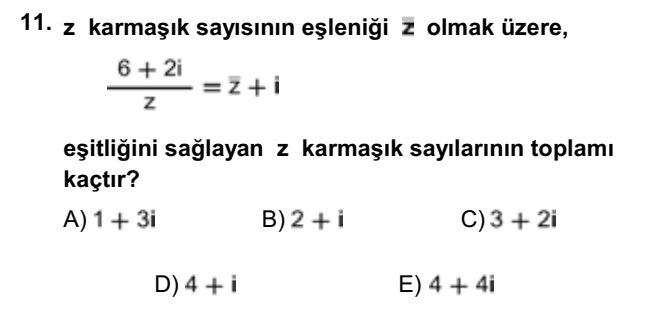 11. z karmaşık sayısının eşleniği z̅ olmak üzere,
6 + 2i
z
= z̅ + i
eşitliğini sağlayan z karmaşık sayılarının toplamı
kaçtır?
A) 1 + 3i B) 2 + i C) 3 + 2i
D) 4 + i E) 4 + 4i